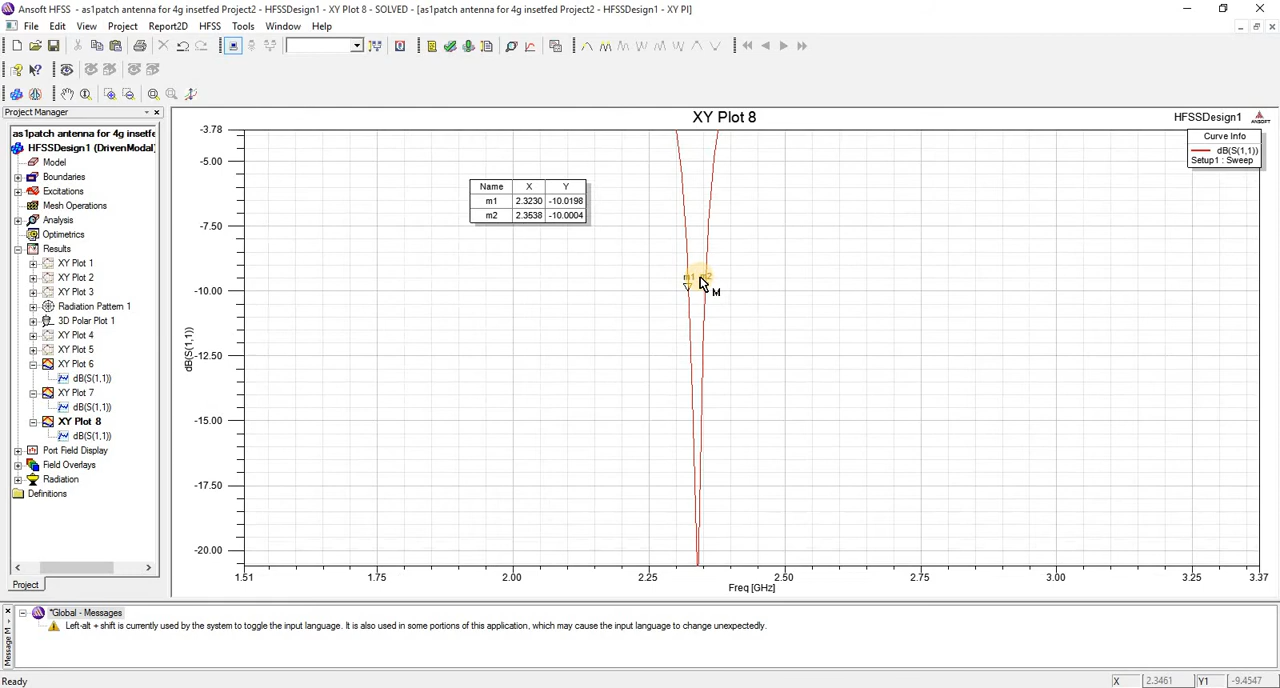 Ansoft HFSS - as1patch antenna for 4g insetfed Project2 - HFSSDesign1 - XY Plot 8 - SOLVED - [as1patch antenna for 4g insetfed Project2 - HFSSDesign1 - XY Pl]
File Edit View Project Report2D HFSS Tools Window Help
Project Manager
as1patch antenna for 4g insetfe
HFSSDesign1 (DrivenModal)
Model
Boundaries
Excitations
Mesh Operations
Analysis
Optimetrics
Results
XY Plot 1
XY Plot 2
XY Plot 3
Radiation Pattern 1
3D Polar Plot 1
XY Plot 4
XY Plot 5
XY Plot 6
dB(S(1,1))
XY Plot 7
dB(S(1,1))
XY Plot 8
dB(S(1,1))
Port Field Display
Field Overlays
Radiation
Definitions
Project
XY Plot 8
HFSSDesign1
ANSOFT
Curve Info
dB(S(1,1))
Setup1 : Sweep
Name X Y
m1 2.3230 -10.0198
m2 2.3538 -10.0004
m1 m2
M
-3.78
-5.00
-7.50
-10.00
-12.50
-15.00
-17.50
-20.00
dB(S(1,1))
1.51 1.75 2.00 2.25 2.50 2.75 3.00 3.25 3.37
Freq [GHz]
*Global - Messages
Left-alt + shift is currently used by the system to toggle the input language. It is also used in some portions of this application, which may cause the input language to change unexpectedly.
Message M
Ready
X 2.3461 Y1 -9.4547